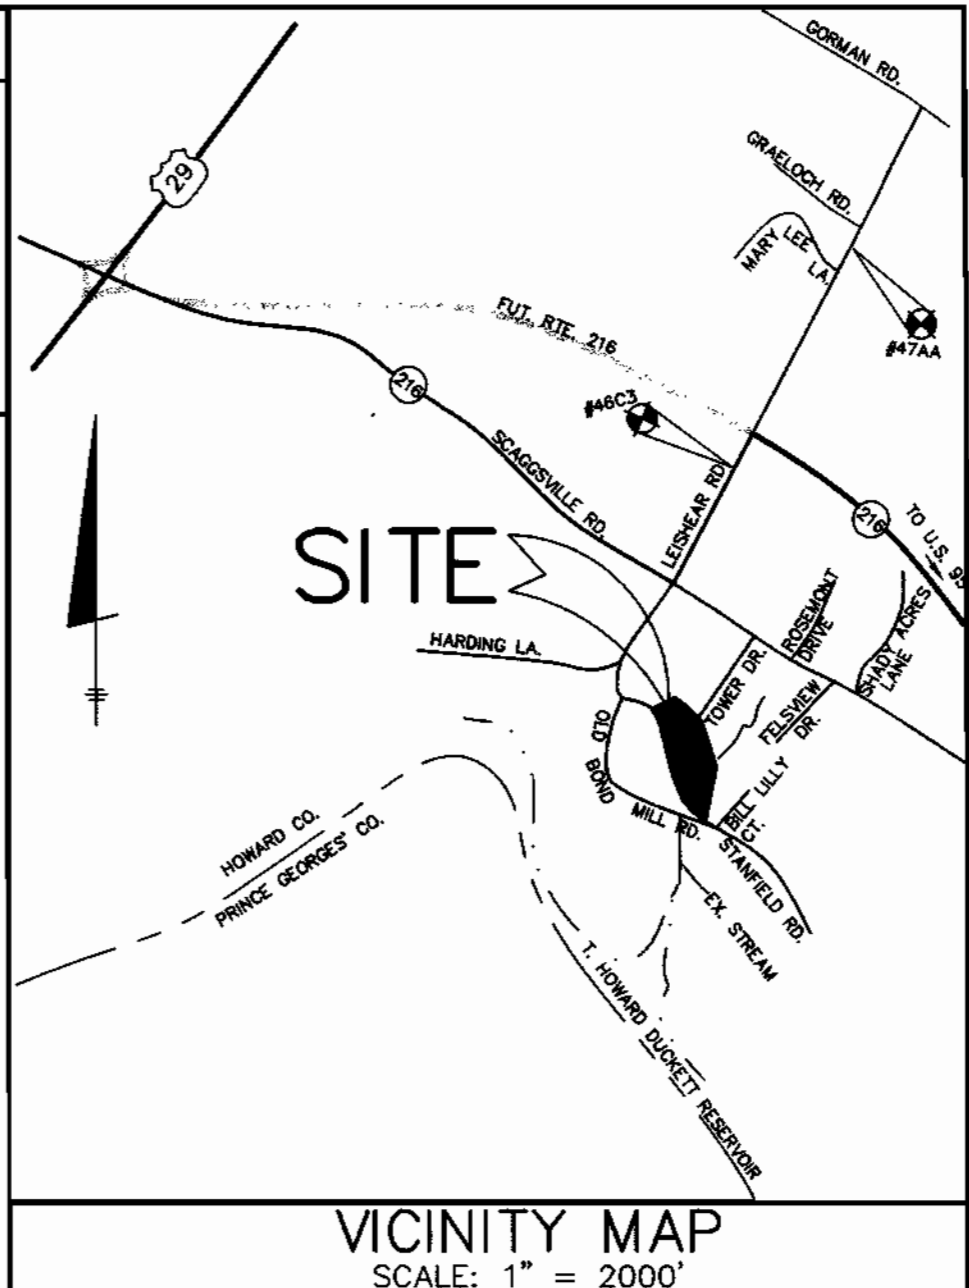 GORMAN RD.
29
GRAELOCH RD.
MARY LEE LA.
#47AA
FUT. RTE. 216
216
#46C3
SCAGGSVILLE RD.
LEISHEAR RD.
216
TO U.S. 95
SITE
HARDING LA.
ROSEMONT
DRIVE
SHADY ACRES
LANE
TOWER DR.
FELSVIEW
DR.
OLD BOND MILL RD.
BILL LILLY
CT.
STANFIELD RD.
HOWARD CO.
PRINCE GEORGES' CO.
EX. STREAM
T. HOWARD DUCKETT RESERVOIR
VICINITY MAP
SCALE: 1" = 2000'